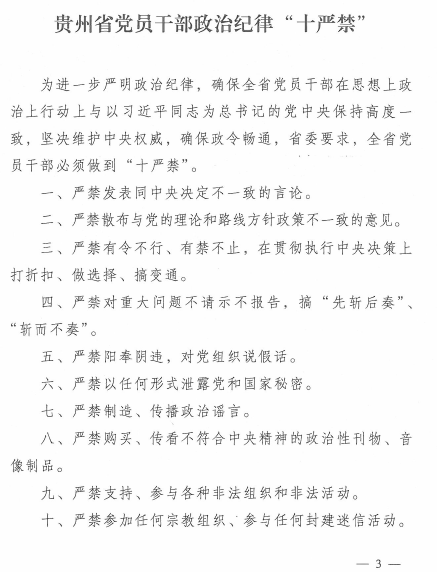 贵州省党员干部政治纪律“十严禁”
为进一步严明政治纪律，确保全省党员干部在思想上政
治上行动上与以习近平同志为总书记的党中央保持高度一
致，坚决维护中央权威，确保政令畅通，省委要求，全省党
员干部必须做到“十严禁”。
一、严禁发表同中央决定不一致的言论。
二、严禁散布与党的理论和路线方针政策不一致的意见。
三、严禁有令不行、有禁不止，在贯彻执行中央决策上
打折扣、做选择、搞变通。
四、严禁对重大问题不请示不报告，搞“先斩后奏”、
“斩而不奏”。
五、严禁阳奉阴违，对党组织说假话。
六、严禁以任何形式泄露党和国家秘密。
七、严禁制造、传播政治谣言。
八、严禁购买、传看不符合中央精神的政治性刊物、音
像制品。
九、严禁支持、参与各种非法组织和非法活动。
十、严禁参加任何宗教组织、参与任何封建迷信活动。
— 3 —